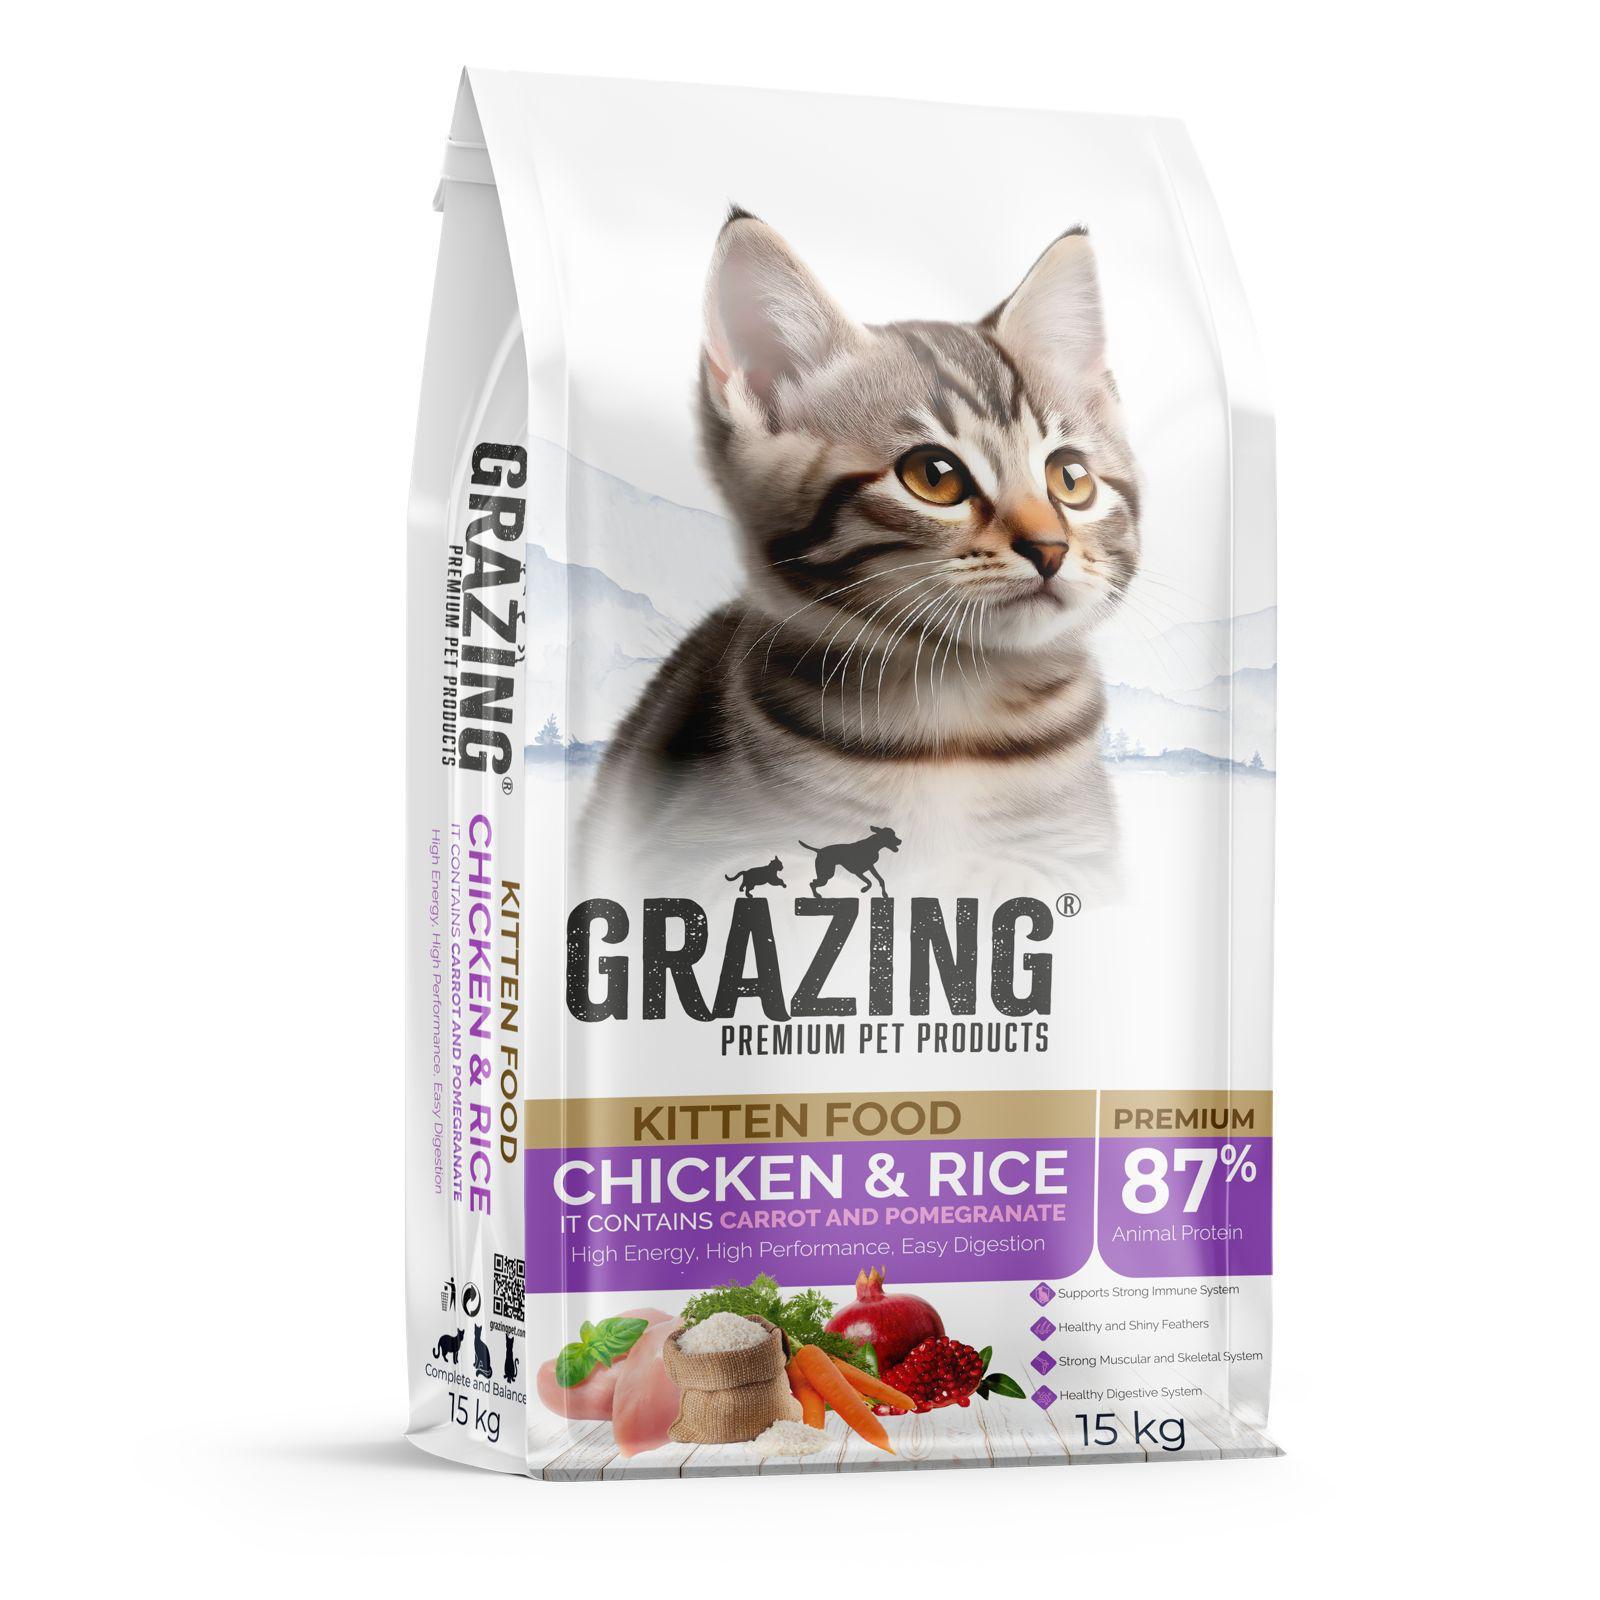 GRAZING®
PREMIUM PET PRODUCTS
KITTEN FOOD
CHICKEN & RICE
IT CONTAINS CARROT AND POMEGRANATE
High Energy, High Performance, Easy Digestion
PREMIUM
87%
Animal Protein
Supports Strong Immune System
Healthy and Shiny Feathers
Strong Muscular and Skeletal System
Healthy Digestive System
15 kg
GRAZING®
PREMIUM PET PRODUCTS
KITTEN FOOD
CHICKEN & RICE
IT CONTAINS CARROT AND POMEGRANATE
High Energy, High Performance, Easy Digestion
grazingpet.com
Complete and Balance
15 kg